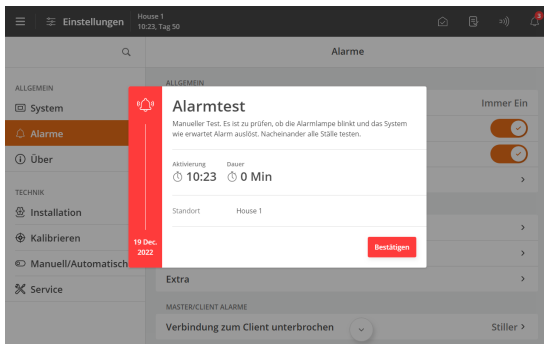 Einstellungen
House 1
10:23, Tag 50
3
Alarme
ALLGEMEIN
System
Alarme
Über
TECHNIK
Installation
Kalibrieren
Manuell/Automatisch
Service
ALLGEMEIN
Immer Ein
Alarmtest
Manueller Test. Es ist zu prüfen, ob die Alarmlampe blinkt und das System
wie erwartet Alarm auslöst. Nacheinander alle Ställe testen.
Aktivierung Dauer
10:23 0 Min
Standort House 1
19 Dec.
2022
Bestätigen
Extra
MASTER/CLIENT ALARME
Verbindung zum Client unterbrochen Stiller